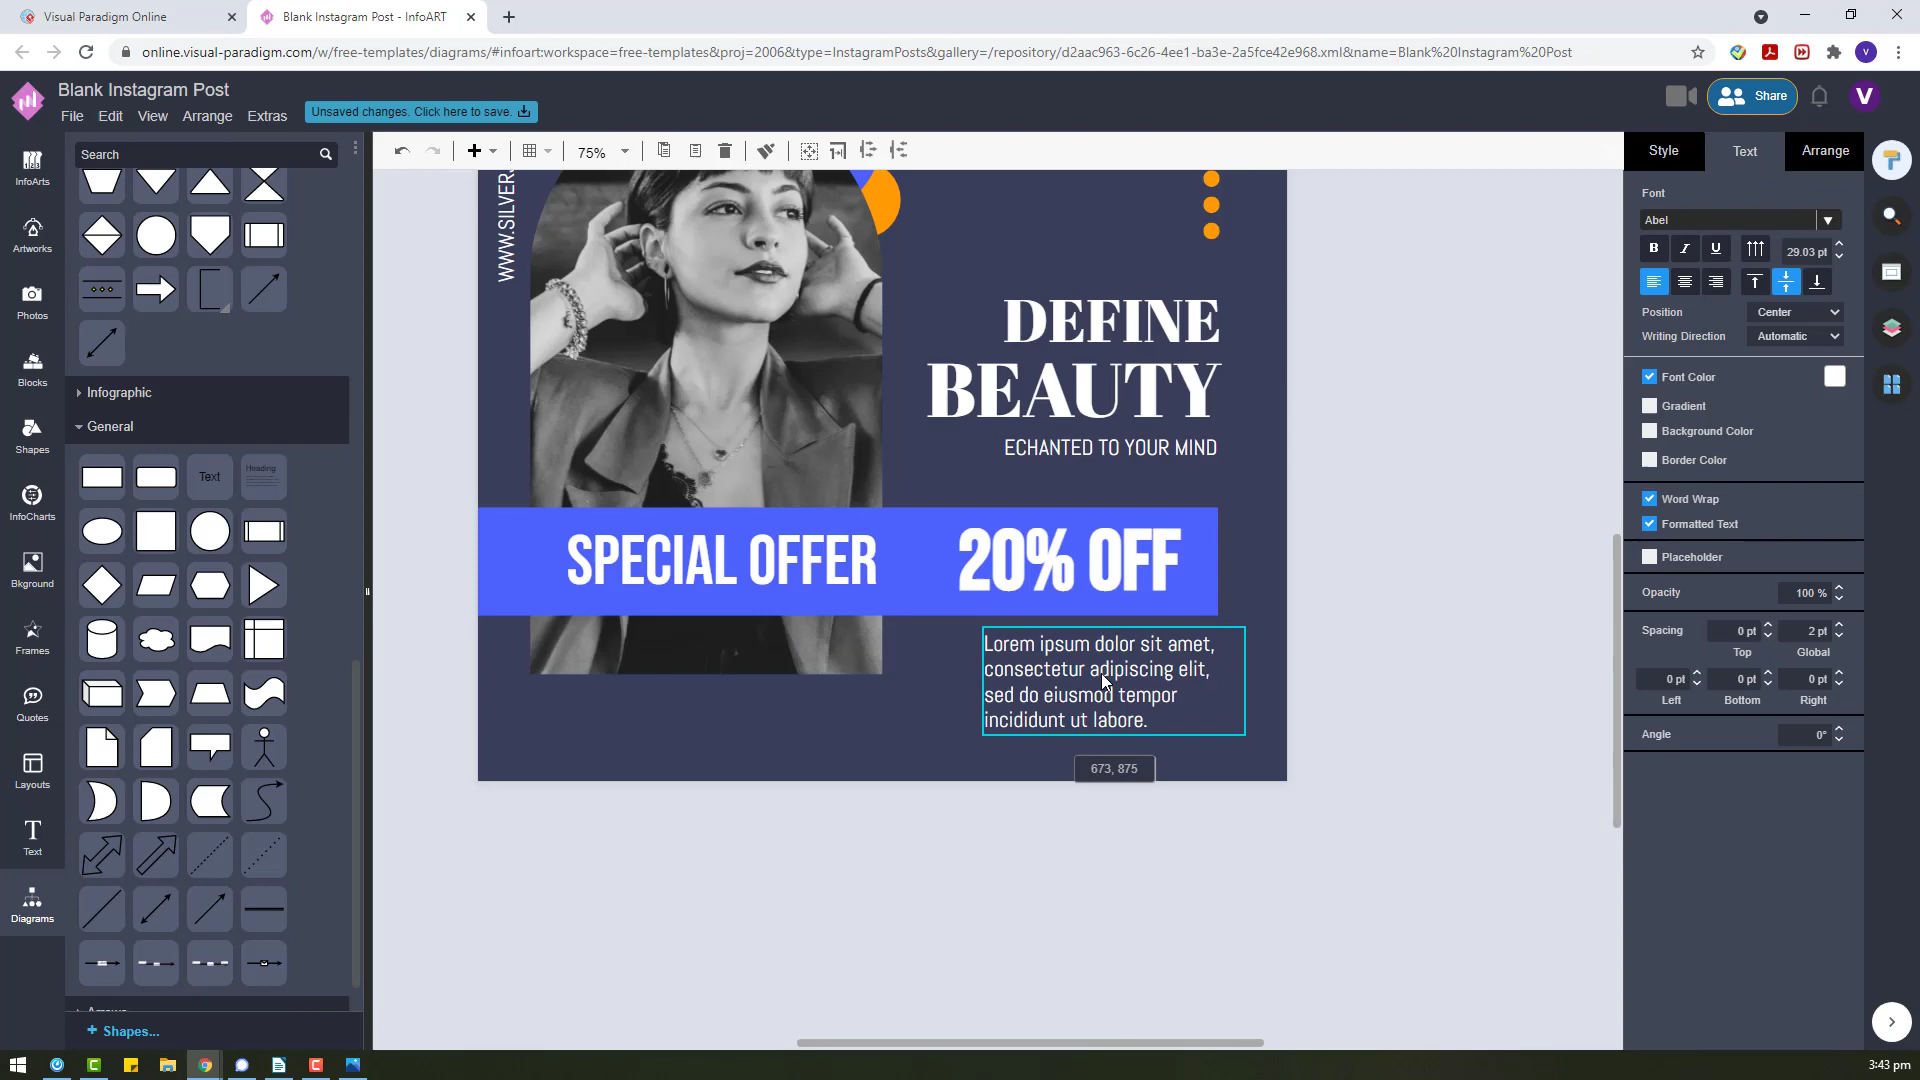 Visual Paradigm Online
Blank Instagram Post - InfoART
online.visual-paradigm.com/w/free-templates/diagrams/#infoart:workspace=free-templates&proj=2006&type=InstagramPosts&gallery=/repository/d2aac963-6c26-4ee1-ba3e-2a5fce42e968.xml&name=Blank%20Instagram%20Post
Blank Instagram Post
File Edit View Arrange Extras
Unsaved changes. Click here to save.
Share
V
Search
75%
Style Text Arrange
InfoArts
Artworks
Photos
Blocks
Shapes
InfoCharts
Bkground
Frames
Quotes
Layouts
Text
Diagrams
Infographic
General
Text
Heading
Shapes...
WWW.SILVER
DEFINE
BEAUTY
ECHANTED TO YOUR MIND
SPECIAL OFFER
20% OFF
Lorem ipsum dolor sit amet,
consectetur adipiscing elit,
sed do eiusmod tempor
incididunt ut labore.
673, 875
Font
Abel
B I U 29.03 pt
Position Center
Writing Direction Automatic
Font Color
Gradient
Background Color
Border Color
Word Wrap
Formatted Text
Placeholder
Opacity 100 %
Spacing 0 pt 2 pt
Top Global
0 pt 0 pt 0 pt
Left Bottom Right
Angle 0°
3:43 pm